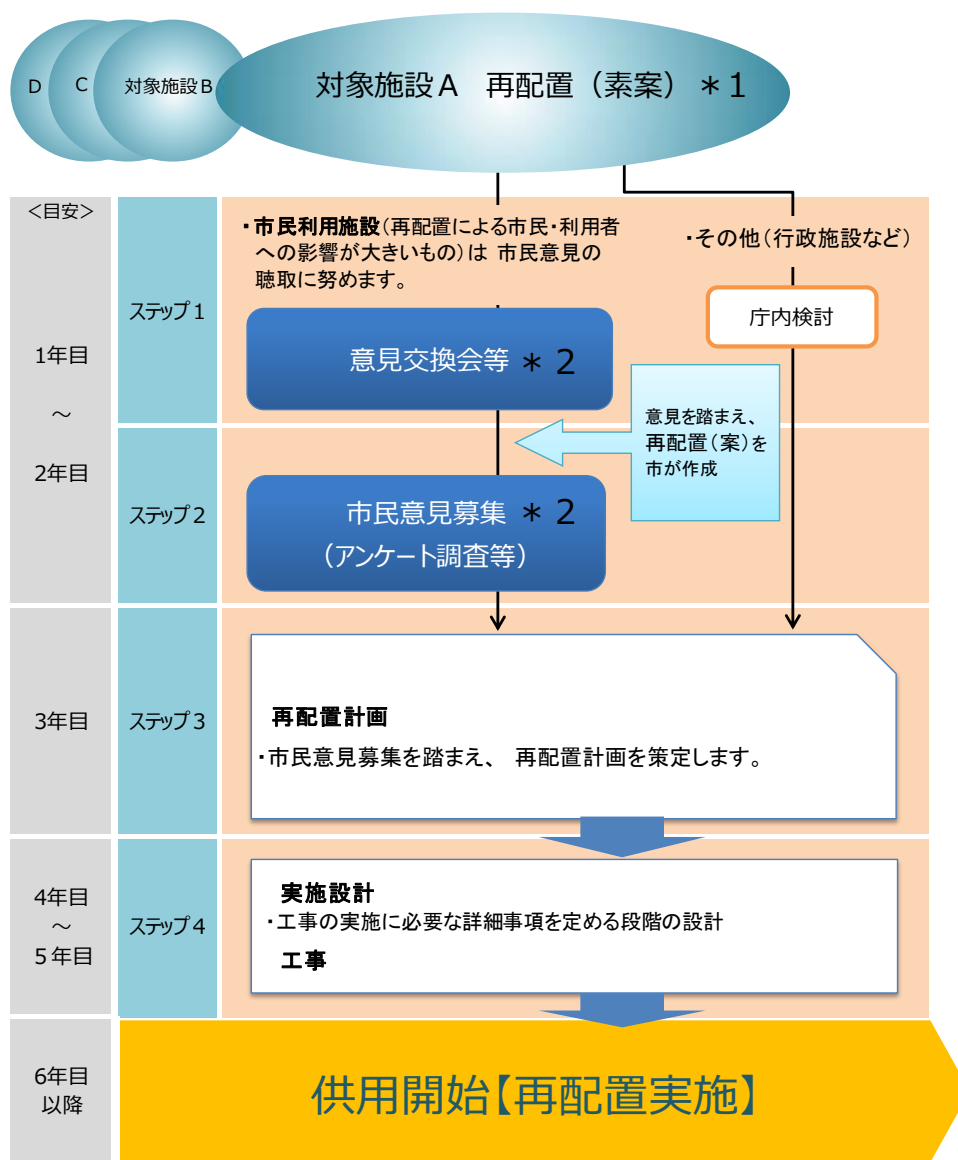 D
C
対象施設B
対象施設A 再配置(素案)*1
<目安>
1年目
~
2年目
ステップ1
・市民利用施設(再配置による市民・利用者
への影響が大きいもの)は 市民意見の
聴取に努めます。
・その他(行政施設など)
庁内検討
意見交換会等 *2
意見を踏まえ、
再配置(案)を
市が作成
ステップ2
市民意見募集 *2
(アンケート調査等)
3年目
ステップ3
再配置計画
・市民意見募集を踏まえ、 再配置計画を策定します。
4年目
~
5年目
ステップ4
実施設計
・工事の実施に必要な詳細事項を定める段階の設計
工事
6年目
以降
供用開始【再配置実施】